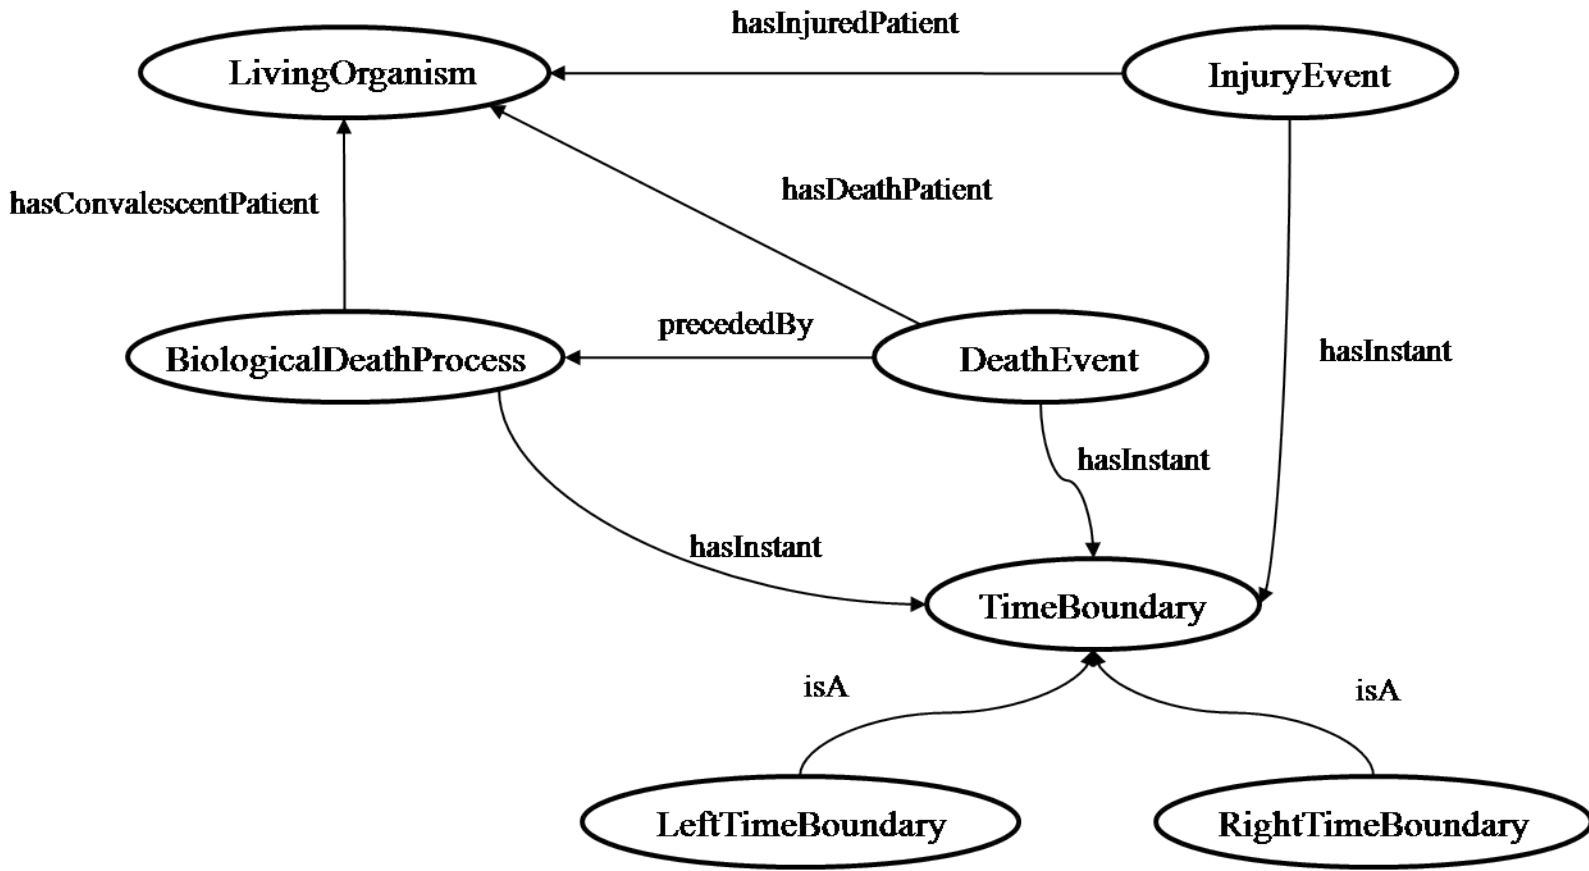 hasInjuredPatient
LivingOrganism
InjuryEvent
hasDeathPatient
hasConvalescentPatient
precededBy
hasInstant
BiologicalDeathProcess
DeathEvent
hasInstant
hasInstant
TimeBoundary
isA
isA
LeftTimeBoundary
RightTimeBoundary